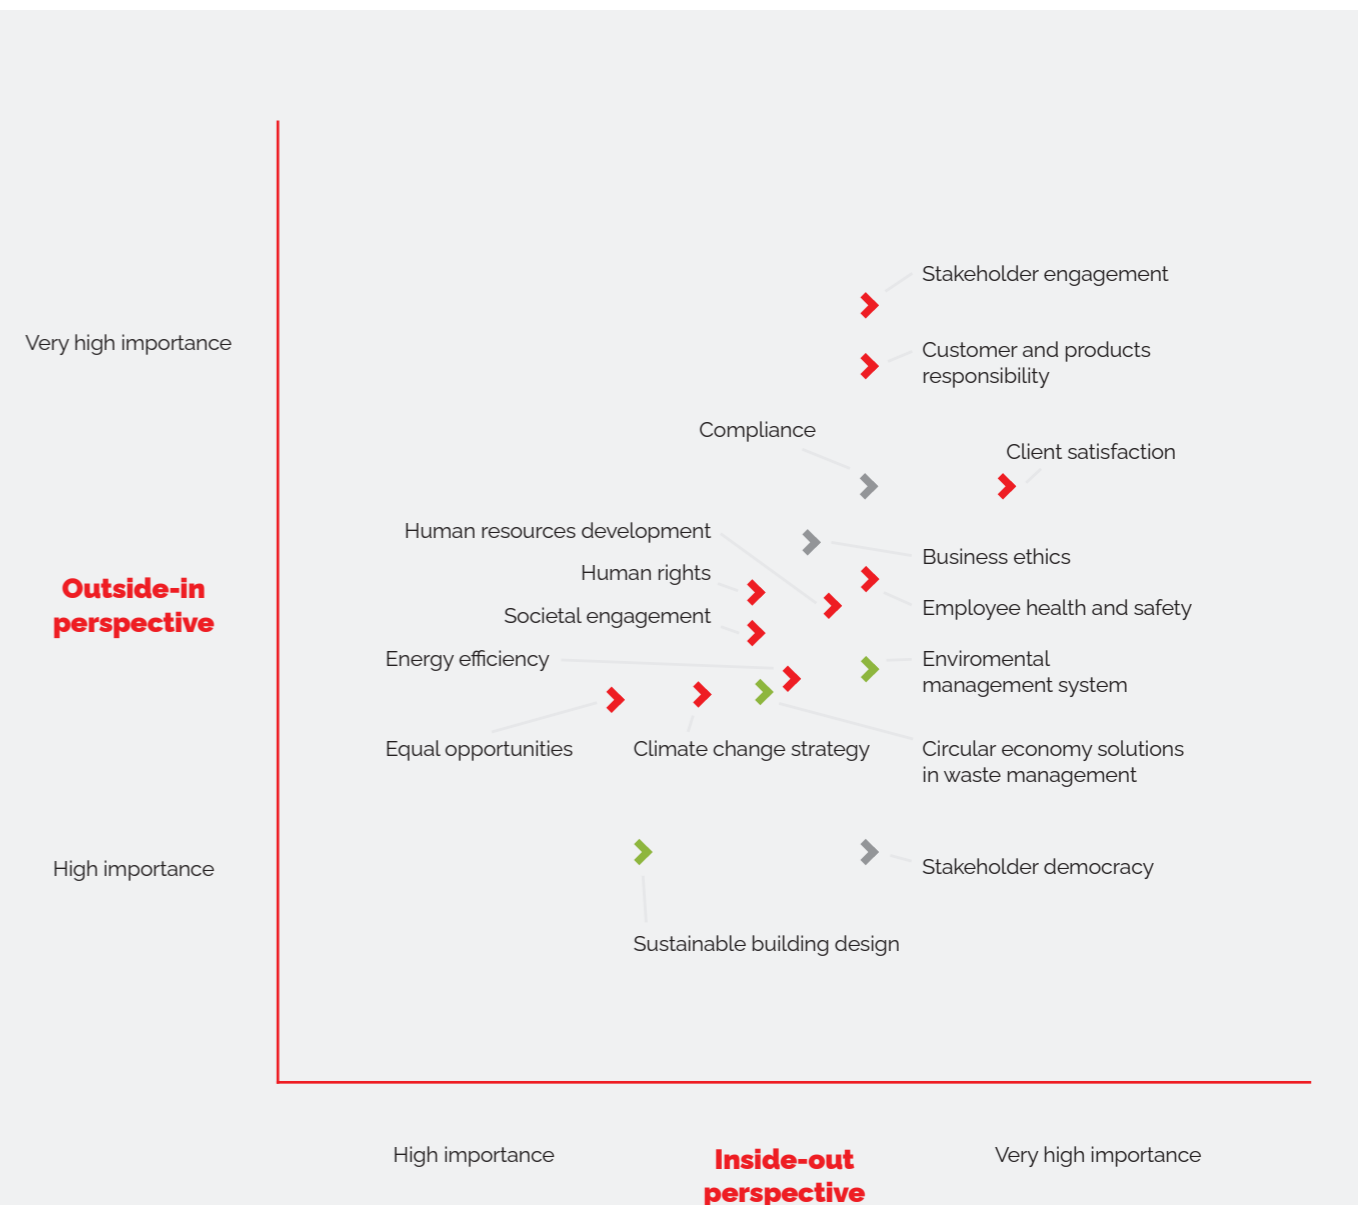 Stakeholder engagement
Very high importance
Customer and products
responsibility
Compliance
Client satisfaction
Human resources development
Business ethics
Human rights
Outside-in
perspective
Employee health and safety
Societal engagement
Energy efficiency
Enviromental
management system
Equal opportunities
Climate change strategy
Circular economy solutions
in waste management
High importance
Stakeholder democracy
Sustainable building design
High importance
Inside-out
perspective
Very high importance